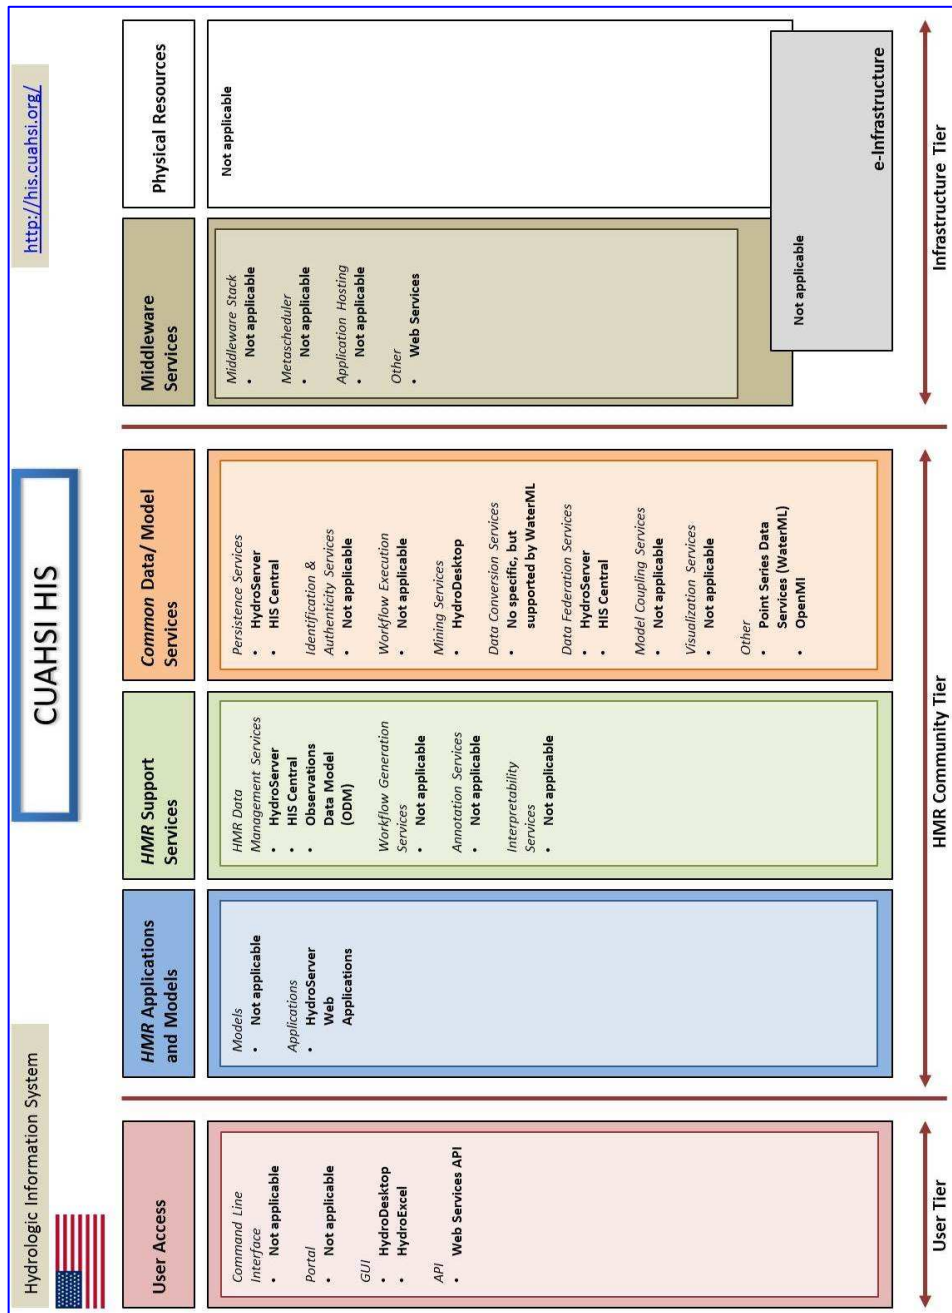 Hydrologic Information System
CUAHSI HIS
http://his.cuahsi.org/
User Access
Command Line
Interface
• Not applicable
Portal
• Not applicable
GUI
• HydroDesktop
• HydroExcel
API
• Web Services API
HMR Applications
and Models
Models
• Not applicable
Applications
• HydroServer
Web
Applications
HMR Support
Services
HMR Data
Management Services
• HydroServer
• HIS Central
• Observations
Data Model
(ODM)
Workflow Generation
Services
• Not applicable
Annotation Services
• Not applicable
Interpretability
Services
• Not applicable
Common Data/ Model
Services
Persistence Services
• HydroServer
• HIS Central
Identification &
Authenticity Services
• Not applicable
Workflow Execution
• Not applicable
Mining Services
• HydroDesktop
Data Conversion Services
• No specific, but
supported by WaterML
Data Federation Services
• HydroServer
• HIS Central
Model Coupling Services
• Not applicable
Visualization Services
• Not applicable
Other
• Point Series Data
Services (WaterML)
• OpenMI
Middleware
Services
Middleware Stack
• Not applicable
Metascheduler
• Not applicable
Application Hosting
• Not applicable
Other
• Web Services
Physical Resources
Not applicable
Not applicable
e-Infrastructure
User Tier
HMR Community Tier
Infrastructure Tier